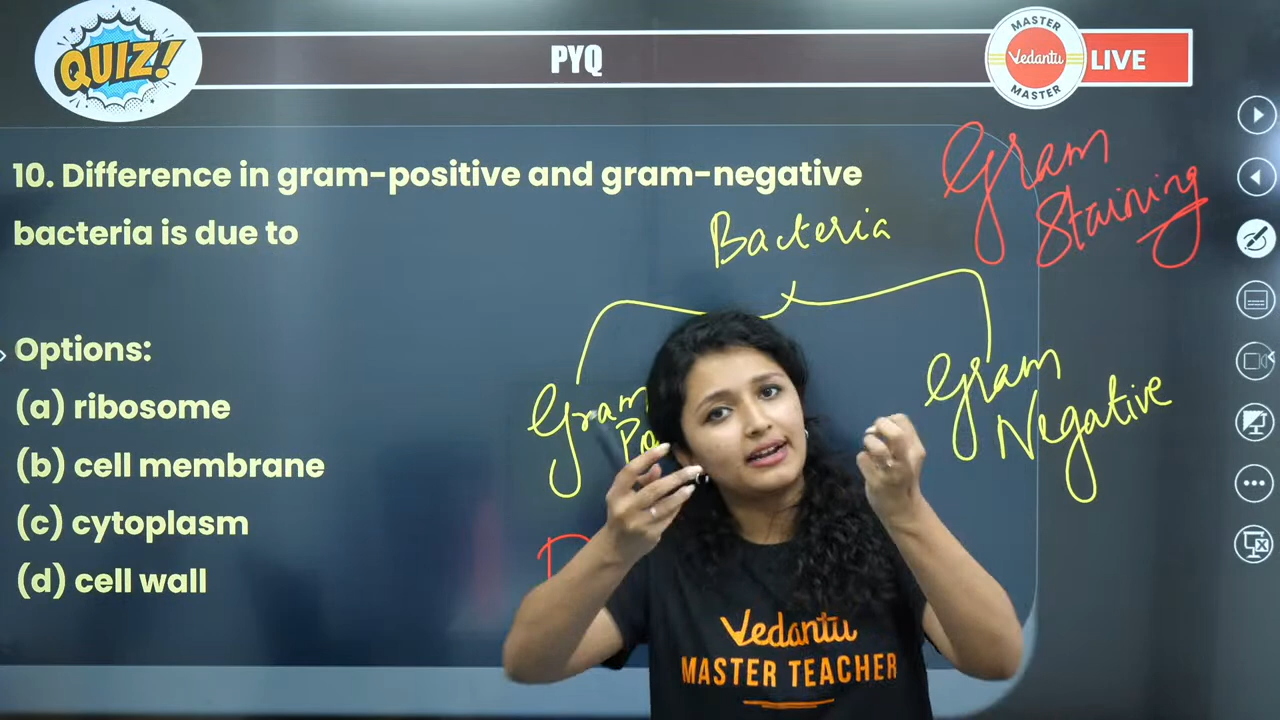 QUIZ!
PYQ
MASTER
Vedantu
MASTER
LIVE
10. Difference in gram-positive and gram-negative
bacteria is due to
Options:
(a) ribosome
(b) cell membrane
(c) cytoplasm
(d) cell wall
Gram
Staining
Bacteria
Gram
Gram
Negative
Vedantu
MASTER TEACHER